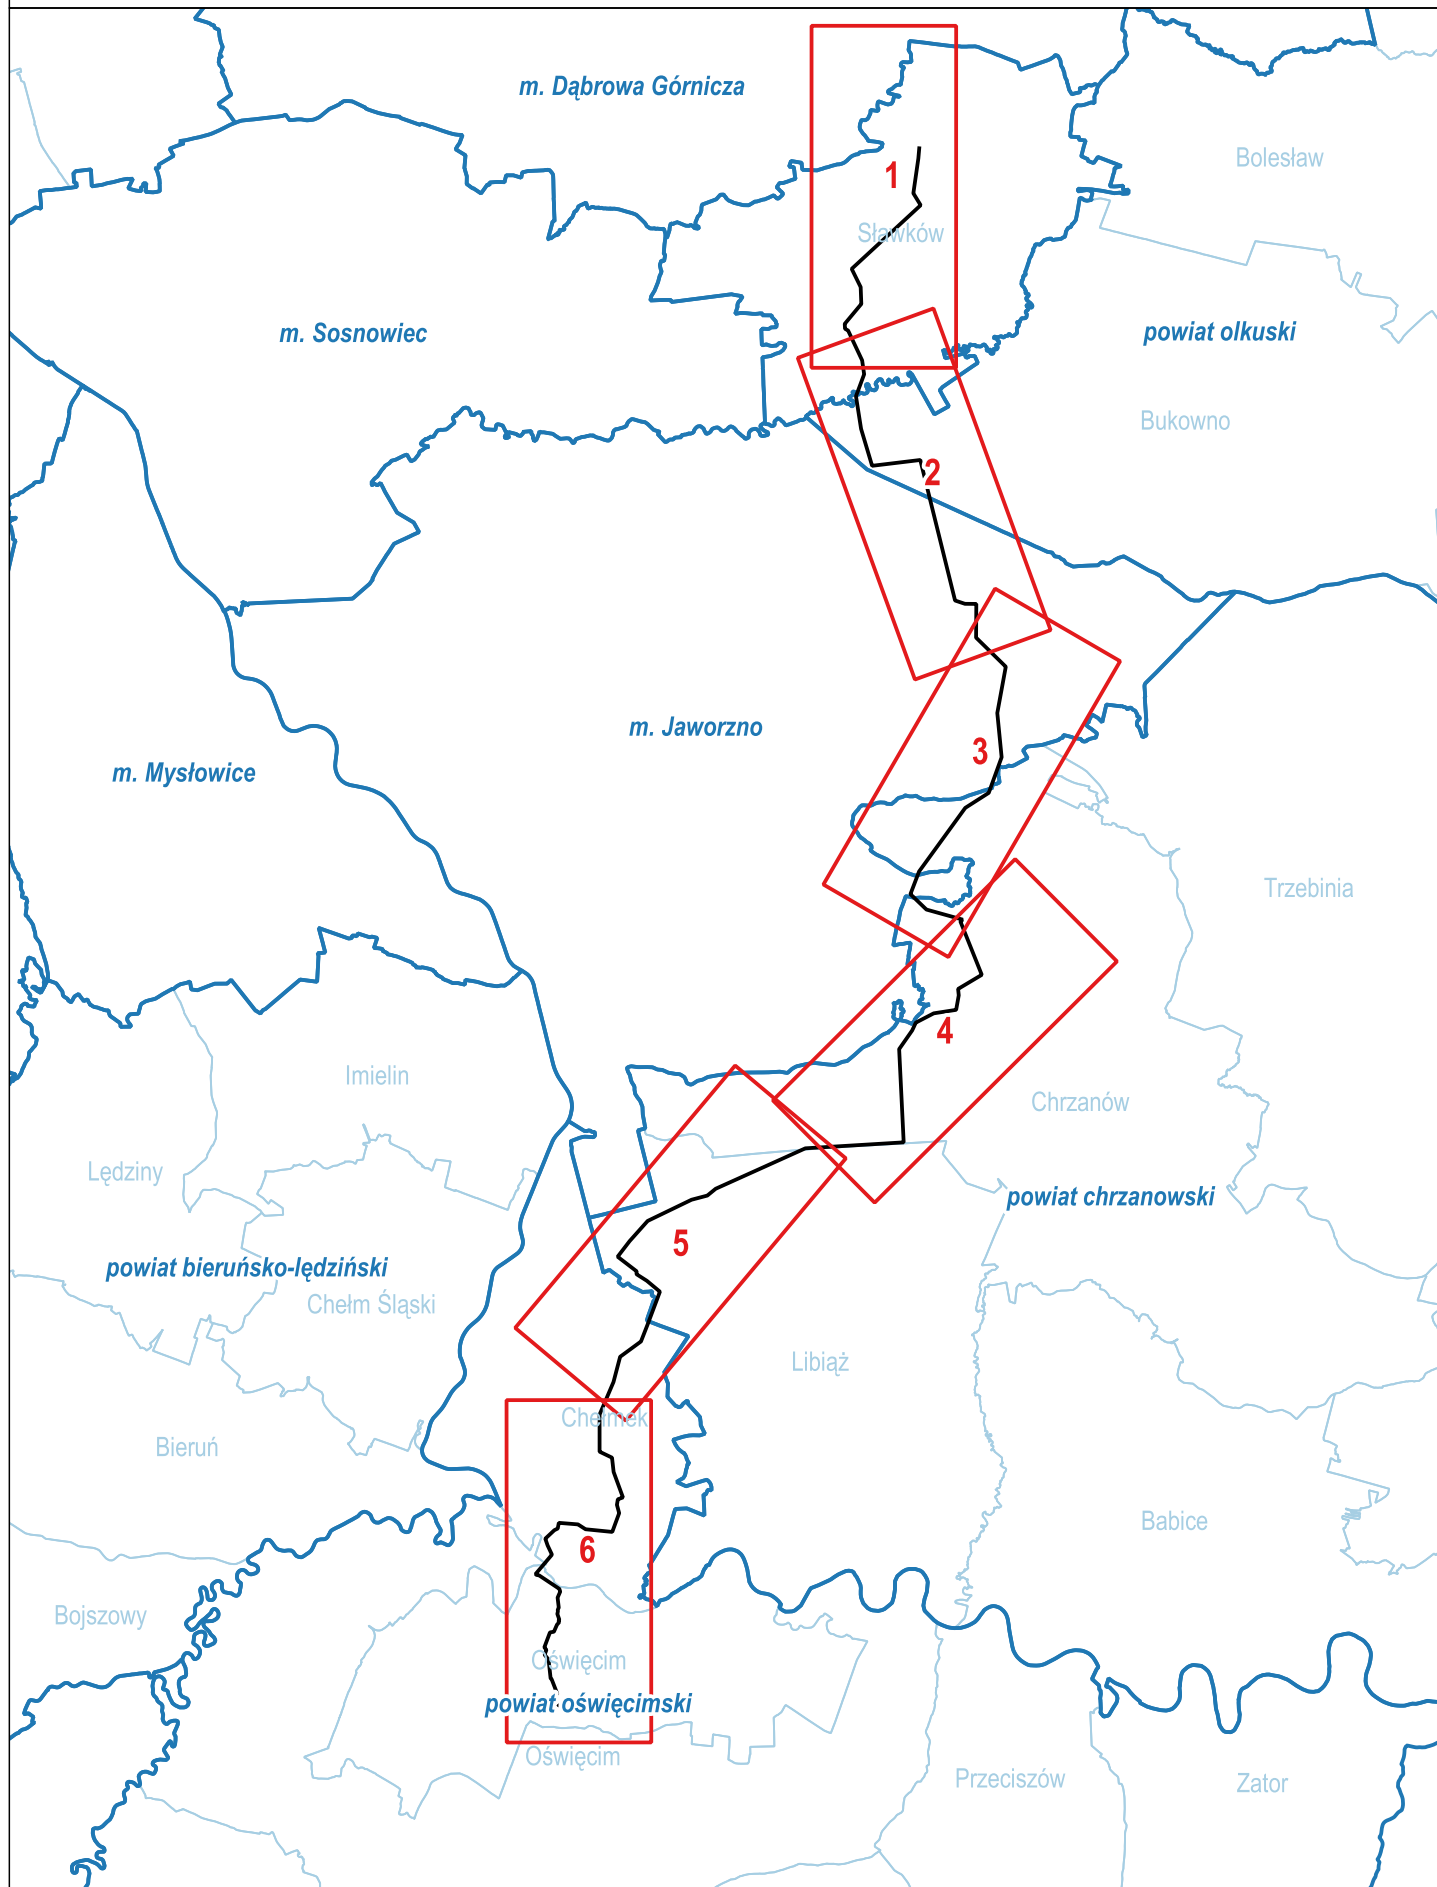 m. Dąbrowa Górnicza
Bolesław
1
Sławków
m. Sosnowiec
powiat olkuski
Bukowno
2
m. Jaworzno
3
m. Mysłowice
Trzebinia
4
Imielin
Chrzanów
Lędziny
powiat chrzanowski
5
powiat bieruńsko-lędziński
Chełm Śląski
Libiąż
Chełmek
Bieruń
Babice
6
Bojszowy
Oświęcim
powiat oświęcimski
Oświęcim
Przeciszów
Zator